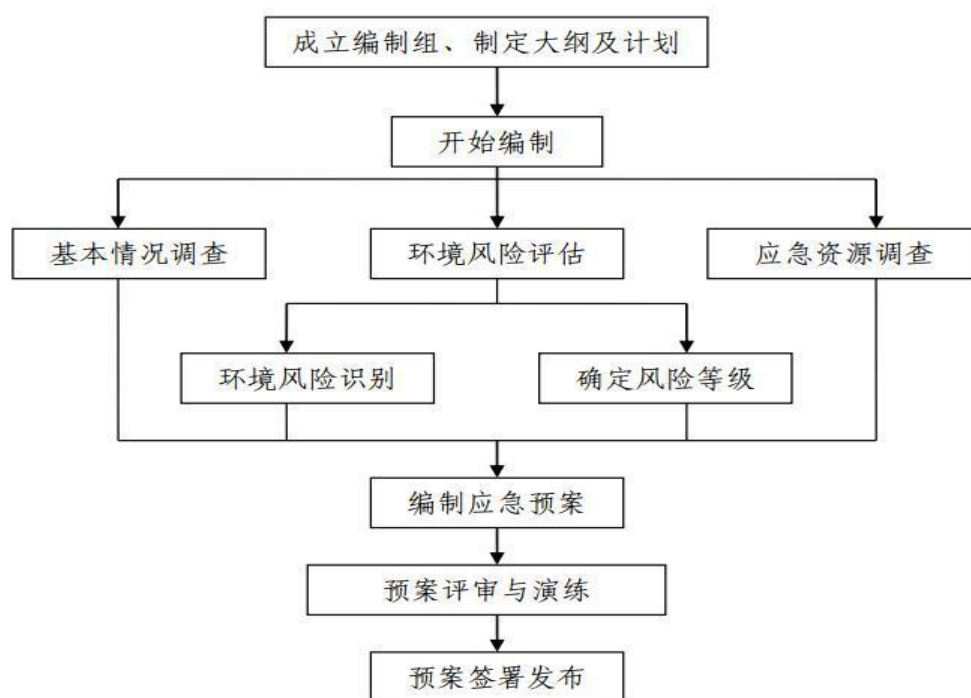 成立编制组、制定大纲及计划
开始编制
基本情况调查
环境风险评估
应急资源调查
环境风险识别
确定风险等级
编制应急预案
预案评审与演练
预案签署发布